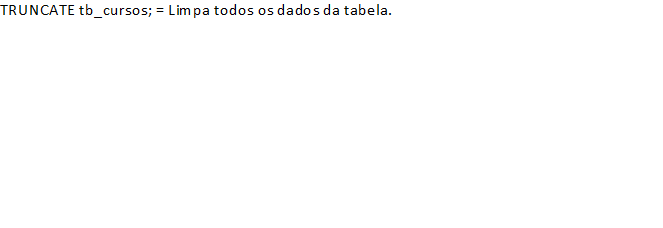 TRUNCATE tb_cursos; = Limpa todos os dados da tabela.